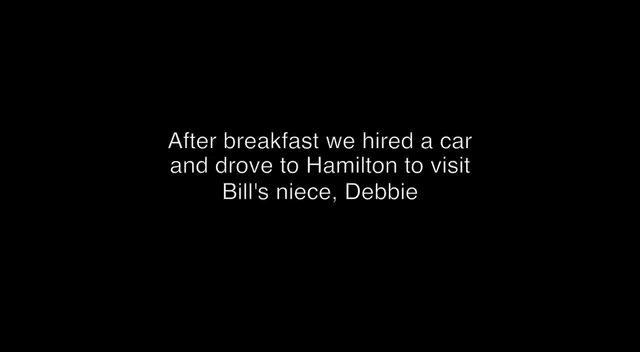 After breakfast we hired a car
and drove to Hamilton to visit
Bill's niece, Debbie